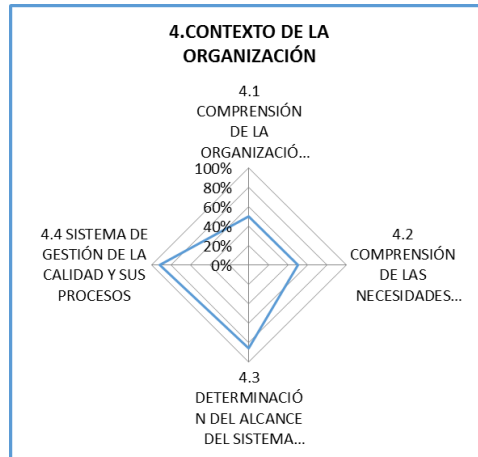 4.CONTEXTO DE LA
ORGANIZACIÓN
4.1
COMPRENSIÓN
DE LA
ORGANIZACIÓ...
100%
80%
60%
40%
20%
0%
4.4 SISTEMA DE
GESTIÓN DE LA
CALIDAD Y SUS
PROCESOS
4.2
COMPRENSIÓN
DE LAS
NECESIDADES...
4.3
DETERMINACIÓ
N DEL ALCANCE
DEL SISTEMA...